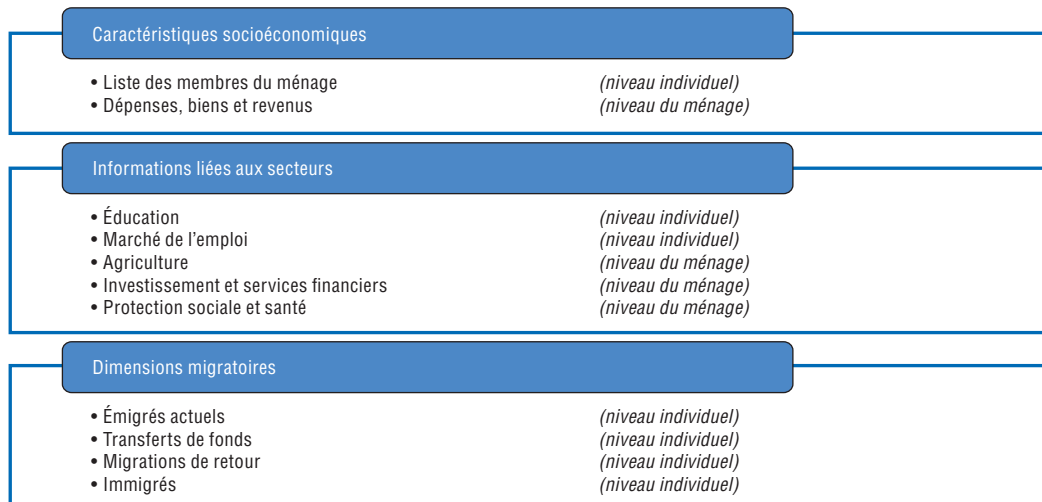 Caractéristiques socioéconomiques
• Liste des membres du ménage (niveau individuel)
• Dépenses, biens et revenus (niveau du ménage)
Informations liées aux secteurs
• Éducation (niveau individuel)
• Marché de l'emploi (niveau individuel)
• Agriculture (niveau du ménage)
• Investissement et services financiers (niveau du ménage)
• Protection sociale et santé (niveau du ménage)
Dimensions migratoires
• Émigrés actuels (niveau individuel)
• Transferts de fonds (niveau individuel)
• Migrations de retour (niveau individuel)
• Immigrés (niveau individuel)